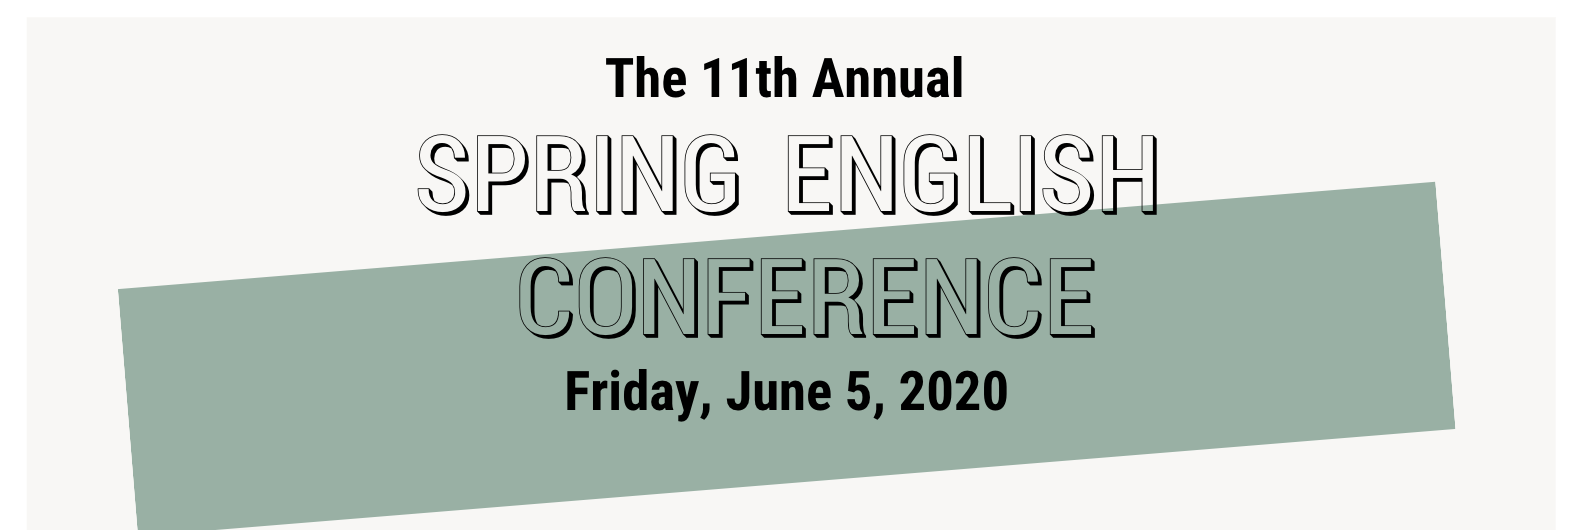 The 11th Annual
SPRING ENGLISH
CONFERENCE
Friday, June 5, 2020